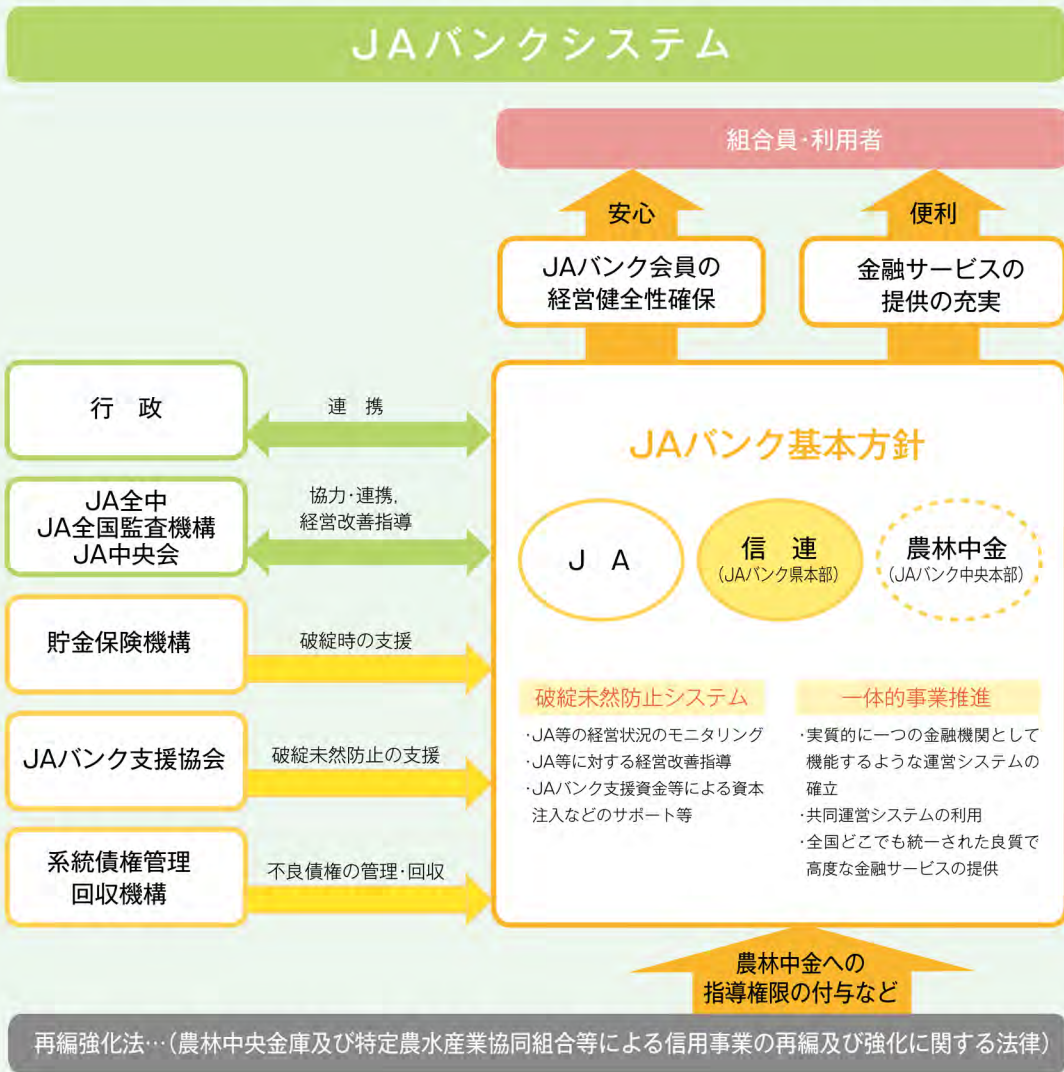 JAバンクシステム
組合員・利用者
安心
便利
JAバンク会員の
経営健全性確保
金融サービスの
提供の充実
行　政
連　携
JA全中
JA全国監査機構
JA中央会
協力・連携,
経営改善指導
貯金保険機構
破綻時の支援
JAバンク支援協会
破綻未然防止の支援
系統債権管理
回収機構
不良債権の管理・回収
JAバンク基本方針
J　A
信　連
（JAバンク県本部）
農林中金
（JAバンク中央本部）
破綻未然防止システム
・JA等の経営状況のモニタリング
・JA等に対する経営改善指導
・JAバンク支援資金等による資本
注入などのサポート等
一体的事業推進
・実質的に一つの金融機関として
機能するような運営システムの
確立
・共同運営システムの利用
・全国どこでも統一された良質で
高度な金融サービスの提供
農林中金への
指導権限の付与など
再編強化法…（農林中央金庫及び特定農水産業協同組合等による信用事業の再編及び強化に関する法律）